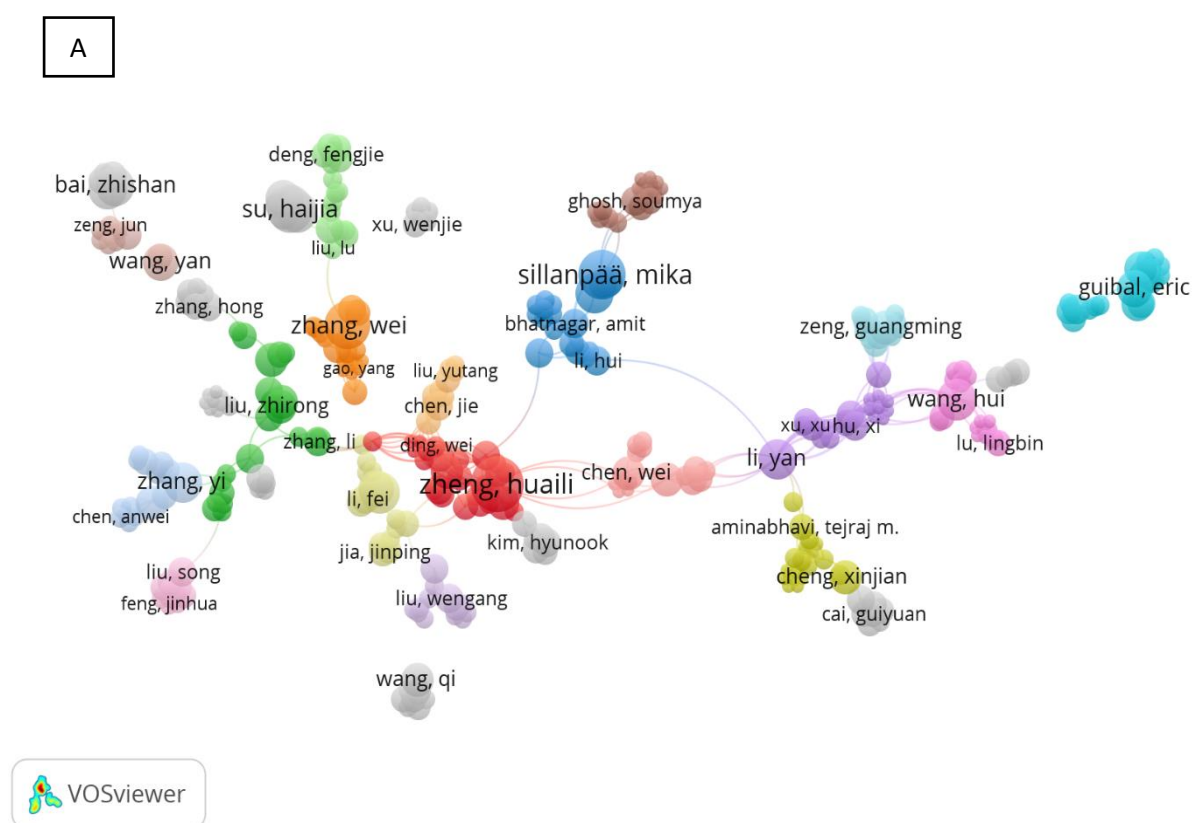 A
deng, fengjie
bai, zhishan
su, haijia
ghosh, soumya
zeng, jun
xu, wenjie
liu, lu
wang, yan
sillanpää, mika
guibal, eric
zhang, hong
zhang, wei
bhatnagar, amit
zeng, guangming
gao, yang
liu, yutang
li, hui
liu, zhirong
chen, jie
wang, hui
xu, xu
hu, xi
zhang, li
ding, wei
lu, lingbin
li, yan
zhang, yi
zheng, huaili
chen, wei
li, fei
chen, anwei
aminabhavi, tejraj m.
jia, jinping
kim, hyunook
liu, song
cheng, xinjian
feng, jinhua
liu, wengang
cai, guiyuan
wang, qi
VOSviewer